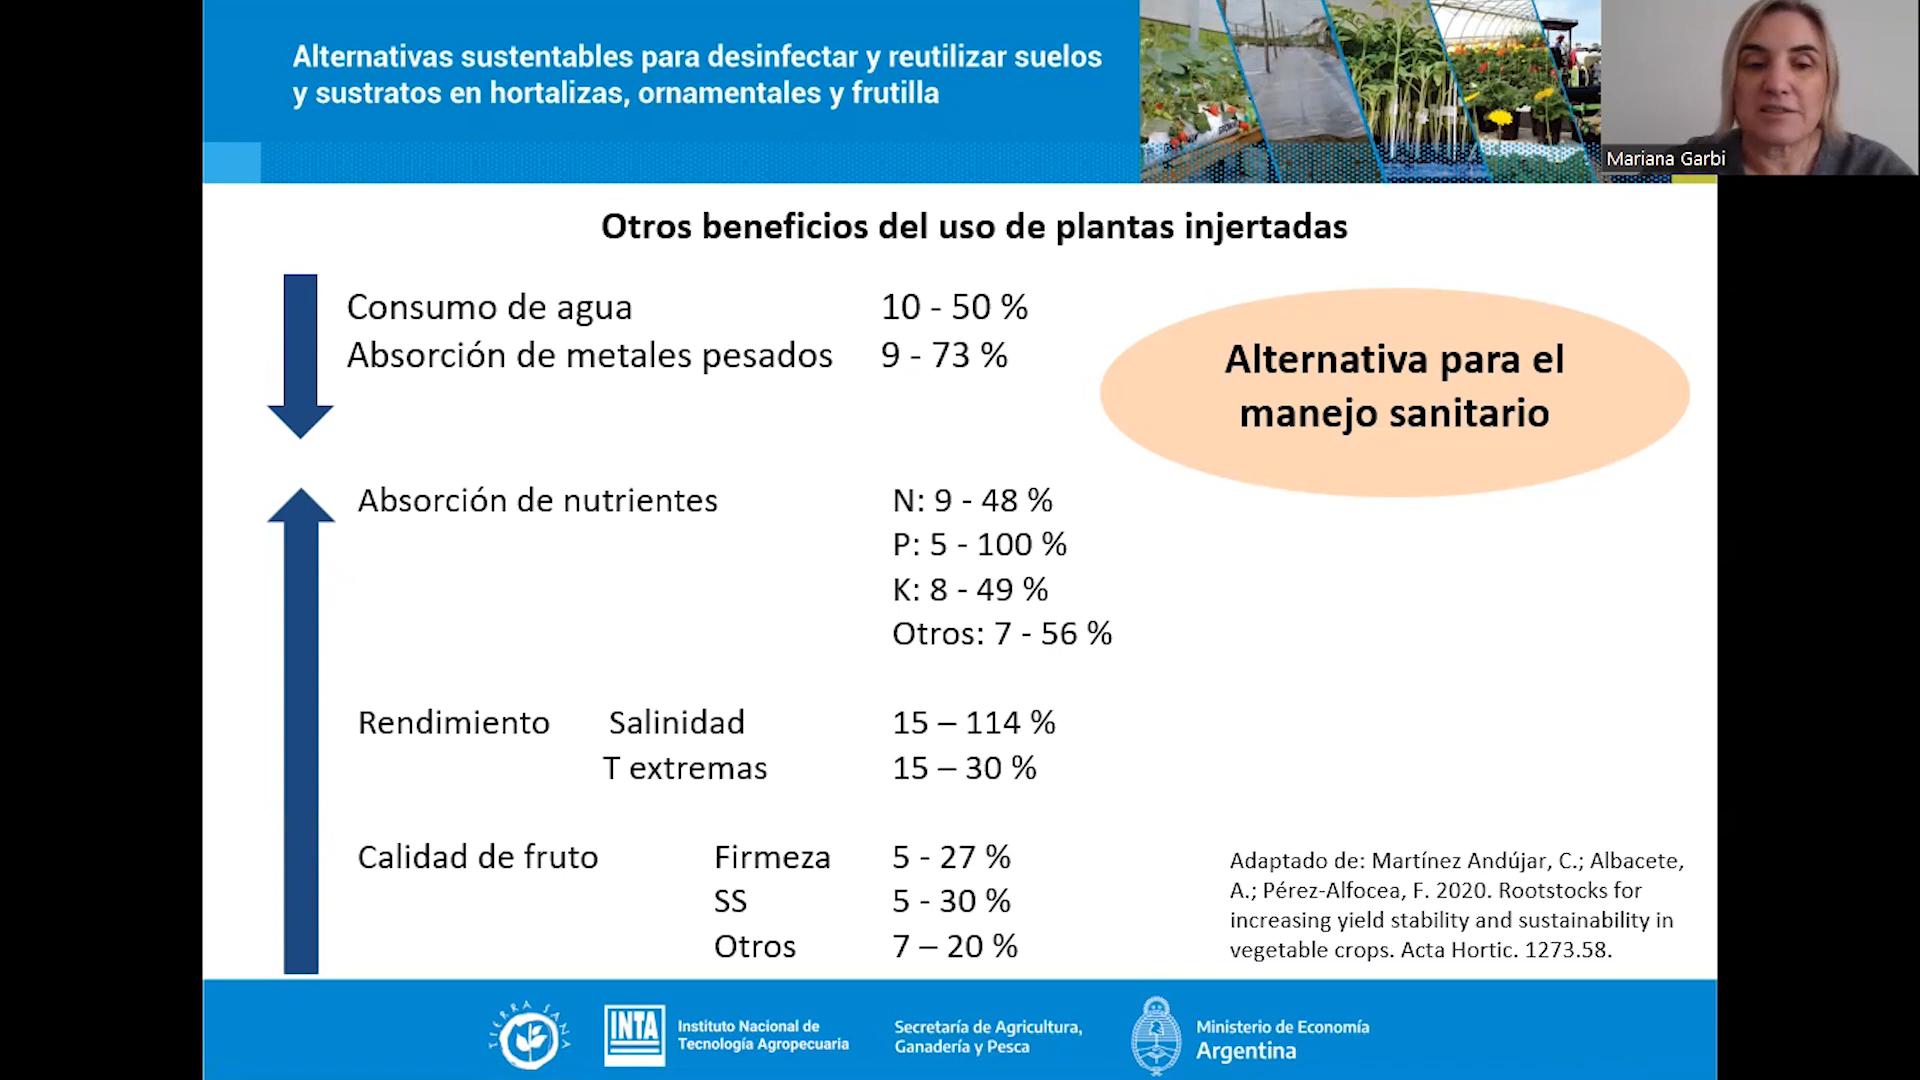 Alternativas sustentables para desinfectar y reutilizar suelos
y sustratos en hortalizas, ornamentales y frutilla
Mariana Garbi
Otros beneficios del uso de plantas injertadas
Consumo de agua 10 - 50 %
Absorción de metales pesados 9 - 73 %
Alternativa para el
manejo sanitario
Absorción de nutrientes N: 9 - 48 %
P: 5 - 100 %
K: 8 - 49 %
Otros: 7 - 56 %
Rendimiento Salinidad 15 – 114 %
T extremas 15 – 30 %
Calidad de fruto Firmeza 5 - 27 %
SS 5 - 30 %
Otros 7 – 20 %
Adaptado de: Martínez Andújar, C.; Albacete,
A.; Pérez-Alfocea, F. 2020. Rootstocks for
increasing yield stability and sustainability in
vegetable crops. Acta Hortic. 1273.58.
TIERRA SANA
INTA
Instituto Nacional de
Tecnología Agropecuaria
Secretaría de Agricultura,
Ganadería y Pesca
Ministerio de Economía
Argentina